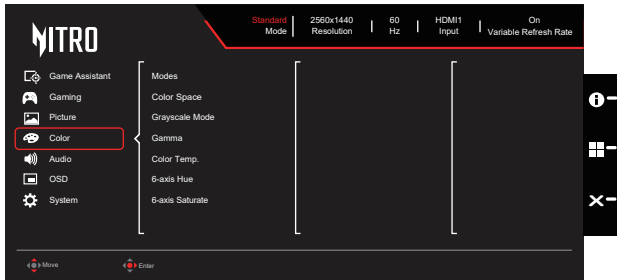 NITRO
Standard 2560x1440 60 HDMI1 On
Mode Resolution Hz Input Variable Refresh Rate
Game Assistant
Gaming
Picture
Color
Audio
OSD
System
Modes
Color Space
Grayscale Mode
Gamma
Color Temp.
6-axis Hue
6-axis Saturate
Move Enter